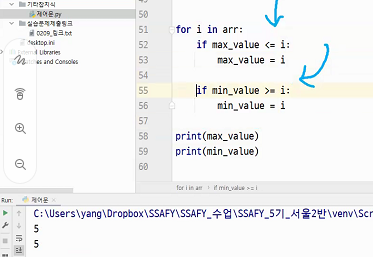 기타장치식
제어문.py
실습문제제출링크
0209_링크.txt
desktop.ini
External Libraries
Scratches and Consoles
50
51
for i in arr:
52
if max_value <= i:
53
max_value = i
54
55
if min_value >= i:
56
min_value = i
57
58
print(max_value)
59
print(min_value)
60
for i in arr
if min_value >= i
Run:
제어문
C:\Users\yang\Dropbox\SSAFY\SSAFY_수업\SSAFY_5기_서울2반\venv\Scr
5
5